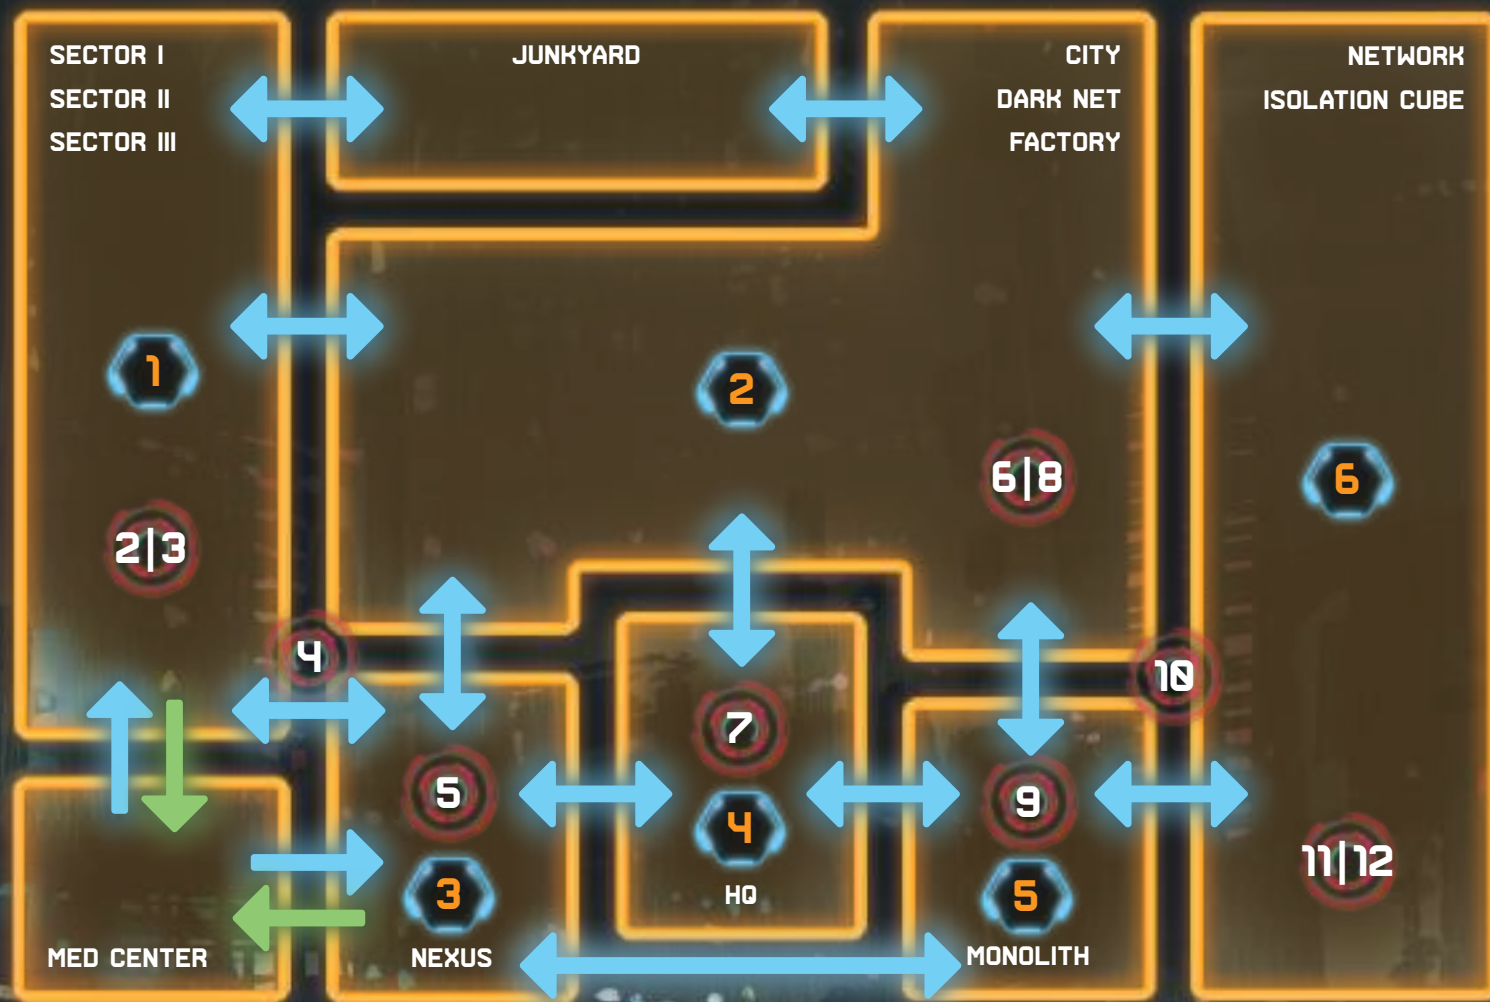 SECTOR I
SECTOR II
SECTOR III
JUNKYARD
CITY
DARK NET
FACTORY
NETWORK
ISOLATION CUBE
1
2
6|8
6
2|3
4
10
7
5
9
4
11|12
3
HQ
5
MED CENTER
NEXUS
MONOLITH